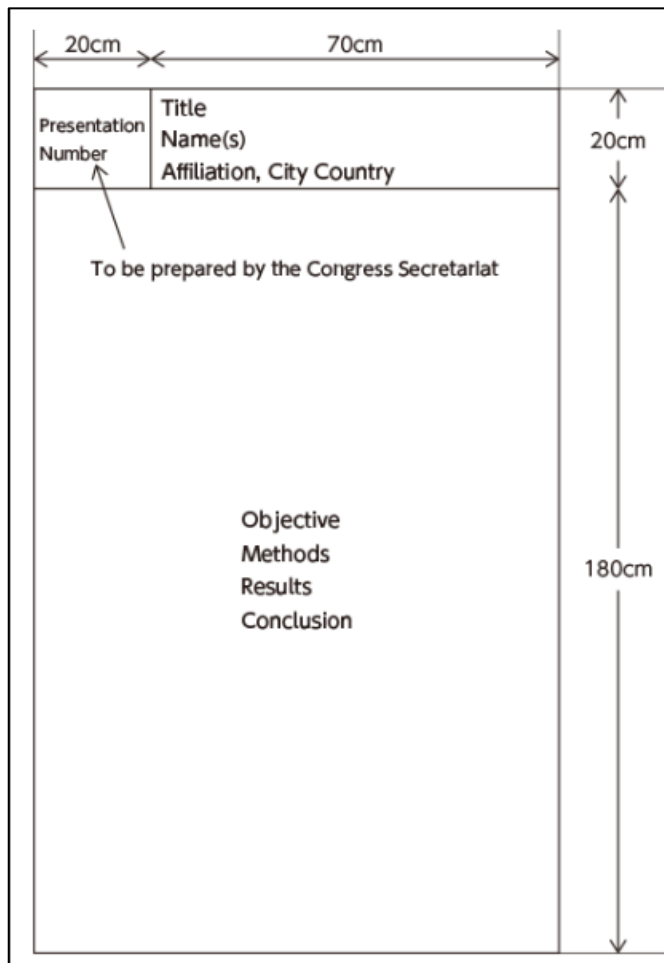 20cm
70cm
Presentation
Number
Title
Name(s)
Affiliation, City Country
20cm
To be prepared by the Congress Secretariat
Objective
Methods
Results
Conclusion
180cm